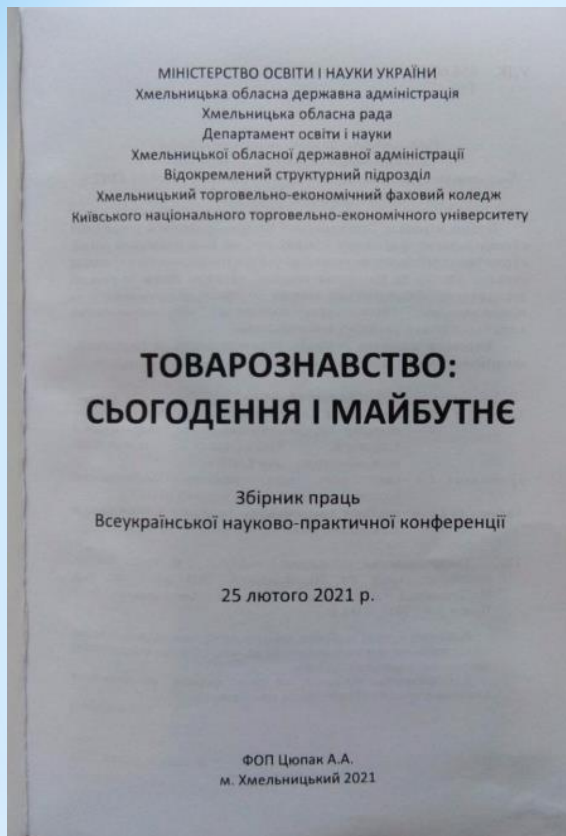 МІНІСТЕРСТВО ОСВІТИ І НАУКИ УКРАЇНИ
Хмельницька обласна державна адміністрація
Хмельницька обласна рада
Департамент освіти і науки
Хмельницької обласної державної адміністрації
Відокремлений структурний підрозділ
Хмельницький торговельно-економічний фаховий коледж
Київського національного торговельно-економічного університету
ТОВАРОЗНАВСТВО:
СЬОГОДЕННЯ І МАЙБУТНЄ
Збірник праць
Всеукраїнської науково-практичної конференції
25 лютого 2021 р.
ФОП Цюпак А.А.
м. Хмельницький 2021